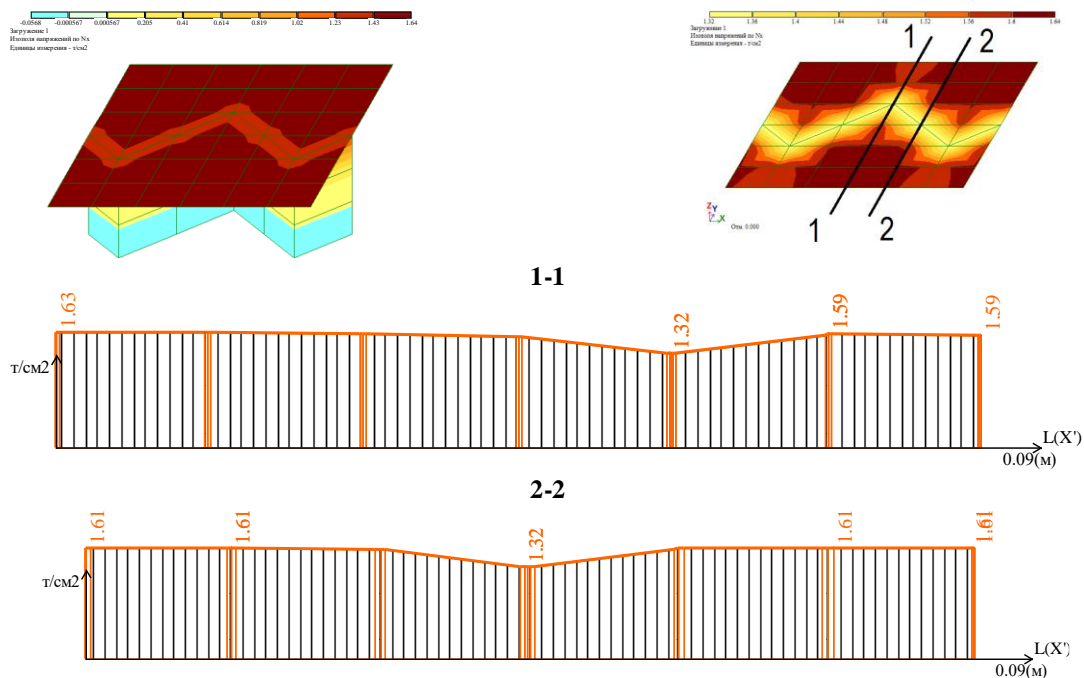 -0.0568 -0.000567 0.000567 0.205 0.41 0.614 0.819 1.02 1.23 1.43 1.64
Загружение 1
Изополя напряжений по Nx
Единицы измерения - т/см2
1.32 1.36 1.4 1.44 1.48 1.52 1.56 1.6 1.64
Загружение 1
Изополя напряжений по Nx
Единицы измерения - т/см2
1 2
Z Y X
Отм. 0.000
1 2
1-1
1.63 1.32 1.59 1.59
т/см2
L(X')
0.09(м)
2-2
1.61 1.61 1.32 1.61 1.61
т/см2
L(X')
0.09(м)